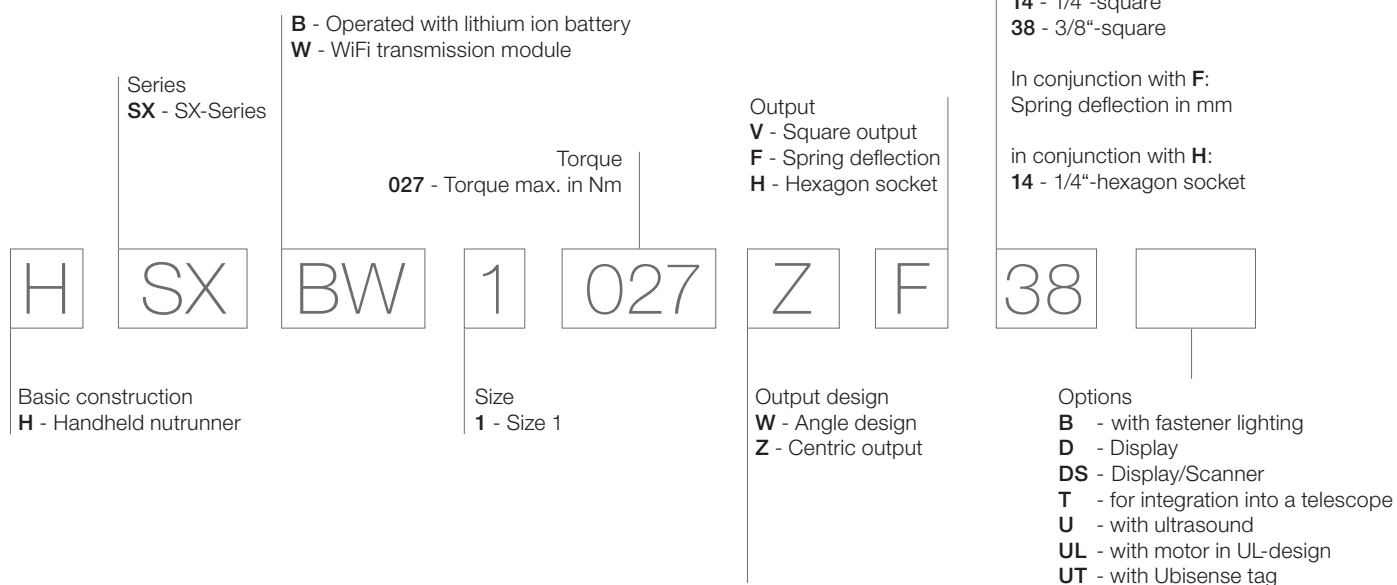 14 - 1/4"-square
38 - 3/8“-square
B - Operated with lithium ion battery
W - WiFi transmission module
Series
SX - SX-Series
In conjunction with F:
Spring deflection in mm
Output
V - Square output
F - Spring deflection
H - Hexagon socket
Torque
027 - Torque max. in Nm
in conjunction with H:
14 - 1/4“-hexagon socket
H SX BW 1 027 Z F 38
Basic construction
H - Handheld nutrunner
Size
1 - Size 1
Output design
W - Angle design
Z - Centric output
Options
B - with fastener lighting
D - Display
DS - Display/Scanner
T - for integration into a telescope
U - with ultrasound
UL - with motor in UL-design
UT - with Ubisense tag